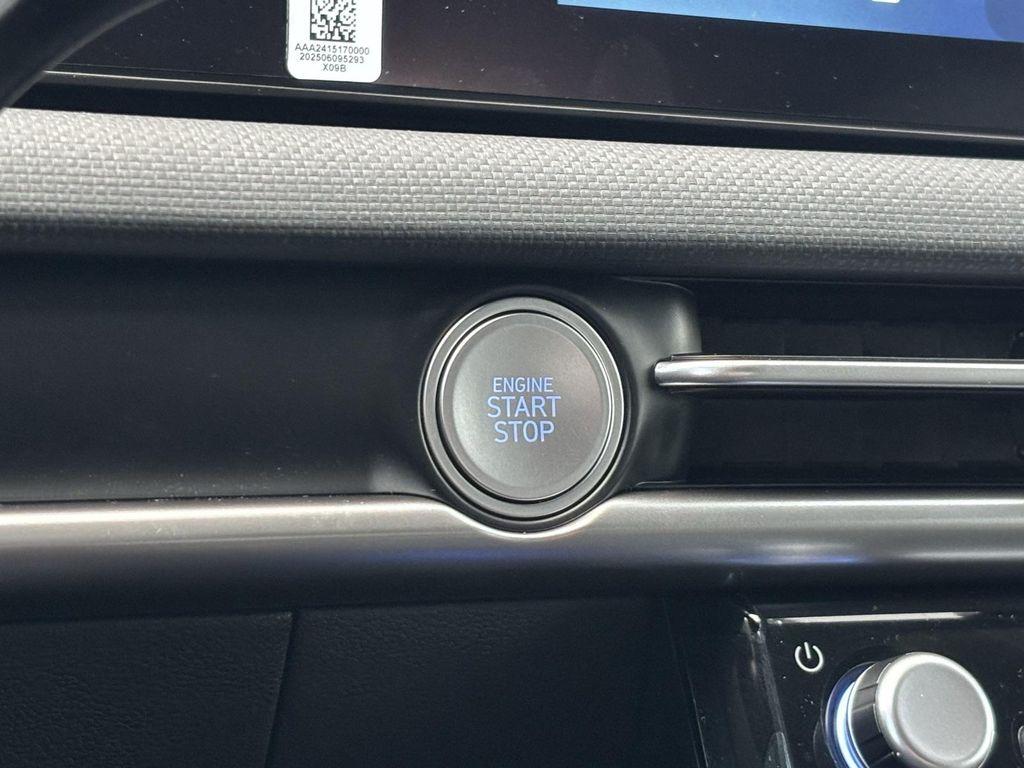 AAA2415170000
202506095293
X09B
ENGINE
START
STOP